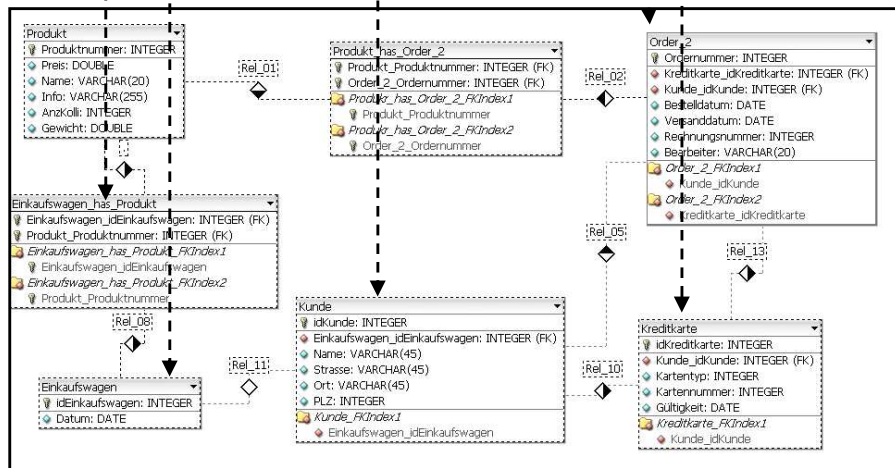 Produkt
Produktnummer: INTEGER
Preis: DOUBLE
Name: VARCHAR(20)
Info: VARCHAR(255)
AnzKolli: INTEGER
Gewicht: DOUBLE
Rel_01
Produkt_has_Order_2
Produkt_Produktnummer: INTEGER (FK)
Order_2_Ordernummer: INTEGER (FK)
Produkt_has_Order_2_FKIndex1
Produkt_Produktnummer
Produkt_has_Order_2_FKIndex2
Order_2_Ordernummer
Rel_02
Order_2
Ordernummer: INTEGER
Kreditkarte_idKreditkarte: INTEGER (FK)
Kunde_idKunde: INTEGER (FK)
Bestelldatum: DATE
Versanddatum: DATE
Rechnungsnummer: INTEGER
Bearbeiter: VARCHAR(20)
Order_2_FKIndex1
Kunde_idKunde
Order_2_FKIndex2
Kreditkarte_idKreditkarte
Einkaufswagen_has_Produkt
Einkaufswagen_idEinkaufswagen: INTEGER (FK)
Produkt_Produktnummer: INTEGER (FK)
Einkaufswagen_has_Produkt_FKIndex1
Einkaufswagen_idEinkaufswagen
Einkaufswagen_has_Produkt_FKIndex2
Produkt_Produktnummer
Rel_05
Rel_13
Rel_08
Einkaufswagen
idEinkaufswagen: INTEGER
Datum: DATE
Rel_11
Kunde
idKunde: INTEGER
Einkaufswagen_idEinkaufswagen: INTEGER (FK)
Name: VARCHAR(45)
Strasse: VARCHAR(45)
Ort: VARCHAR(45)
PLZ: INTEGER
Kunde_FKIndex1
Einkaufswagen_idEinkaufswagen
Rel_10
Kreditkarte
idKreditkarte: INTEGER
Kunde_idKunde: INTEGER (FK)
Kartentyp: INTEGER
Kartennummer: INTEGER
Gültigkeit: DATE
Kreditkarte_FKIndex1
Kunde_idKunde